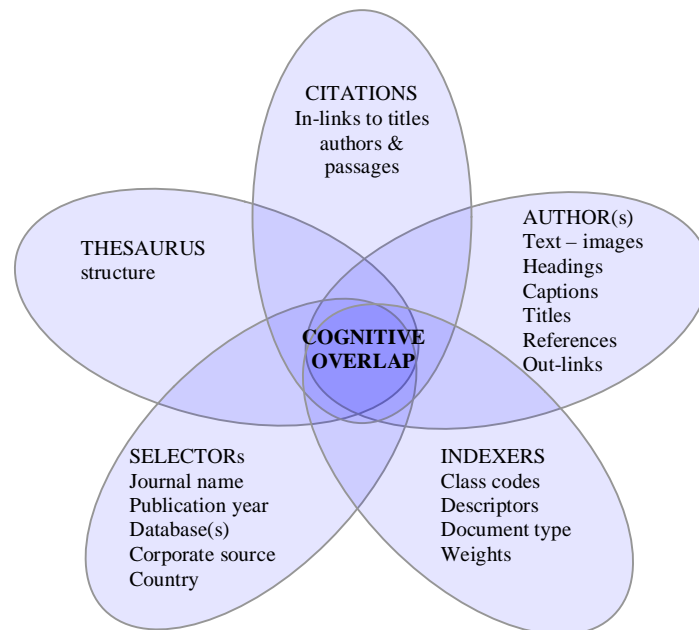 CITATIONS
In-links to titles
authors &
passages
THESAURUS
structure
AUTHOR(s)
Text – images
Headings
Captions
Titles
References
Out-links
COGNITIVE
OVERLAP
SELECTORs
Journal name
Publication year
Database(s)
Corporate source
Country
INDEXERS
Class codes
Descriptors
Document type
Weights